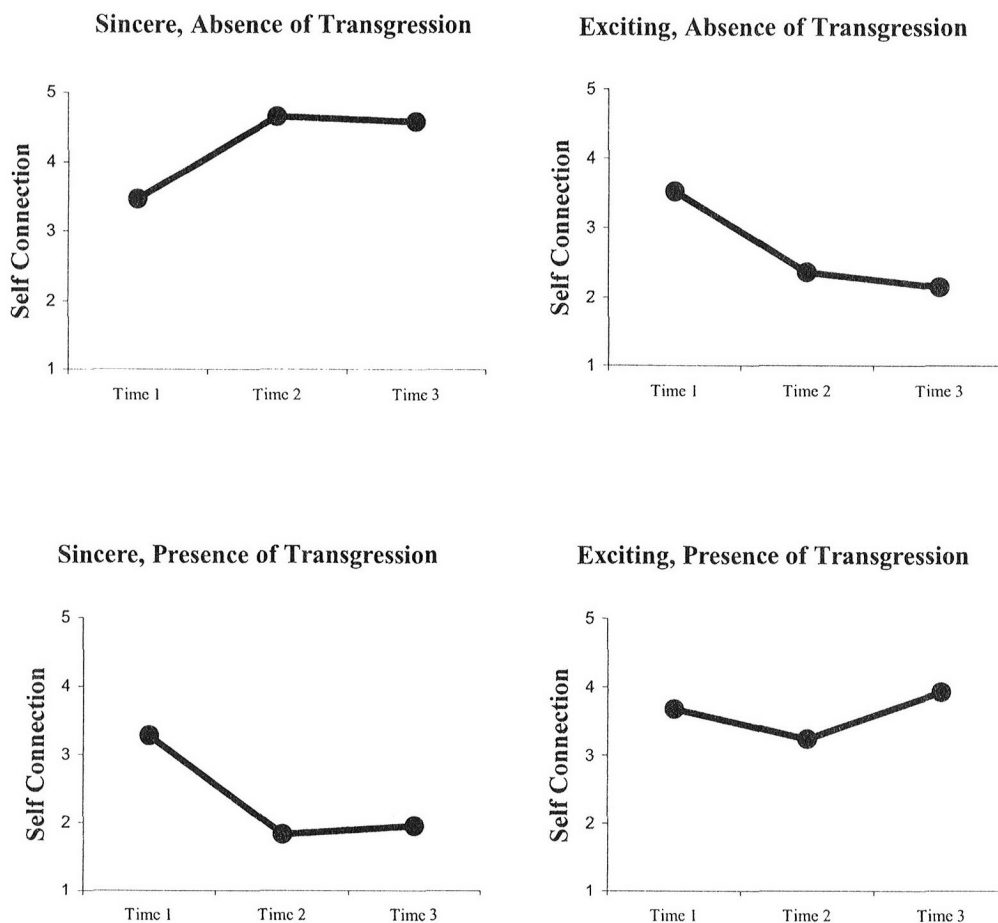 Sincere, Absence of Transgression
5
4
3
2
1
Self Connection
Time 1 Time 2 Time 3
Exciting, Absence of Transgression
5
4
3
2
1
Self Connection
Time 1 Time 2 Time 3
Sincere, Presence of Transgression
5
4
3
2
1
Self Connection
Time 1 Time 2 Time 3
Exciting, Presence of Transgression
5
4
3
2
1
Self Connection
Time 1 Time 2 Time 3